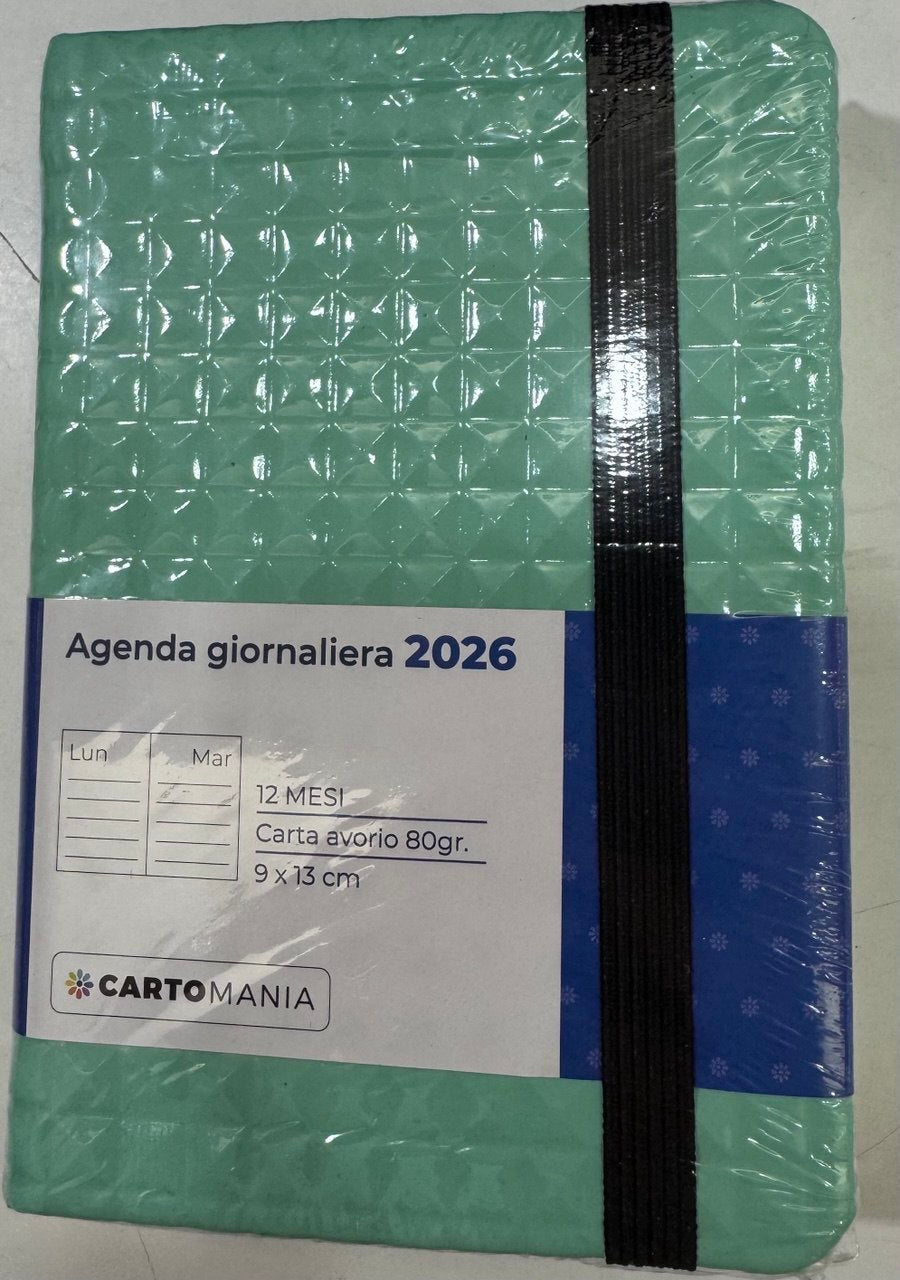 Agenda giornaliera 2026
Lun Mar
12 MESI
Carta avorio 80gr.
9 x 13 cm
CARTOMANIA